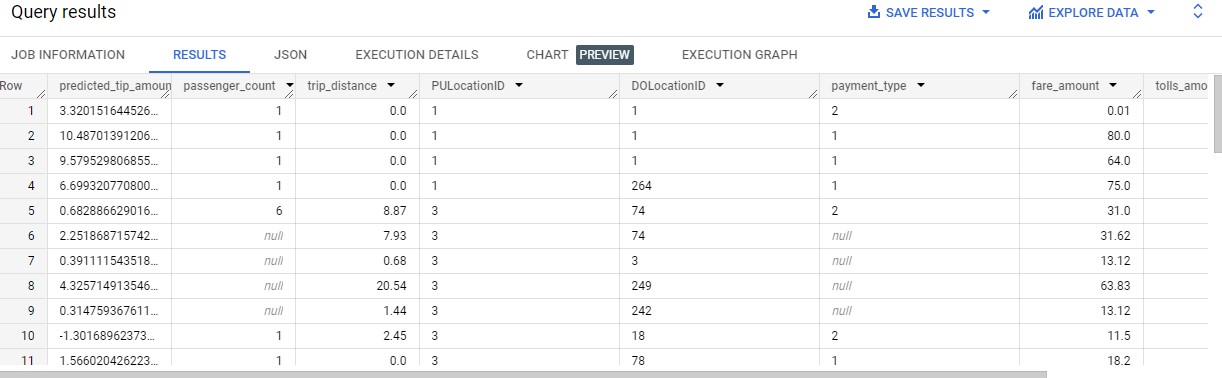 Query results SAVE RESULTS EXPLORE DATA
JOB INFORMATION RESULTS JSON EXECUTION DETAILS CHART PREVIEW EXECUTION GRAPH
Row predicted_tip_amoun passenger_count trip_distance PULocationID DOLocationID payment_type fare_amount tolls_amo
1 3.320151644526... 1 0.0 1 1 2 0.01
2 10.48701391206... 1 0.0 1 1 1 80.0
3 9.579529806855... 1 0.0 1 1 1 64.0
4 6.699320770800... 1 0.0 1 264 1 75.0
5 0.682886629016... 6 8.87 3 74 2 31.0
6 2.251868715742... null 7.93 3 74 null 31.62
7 0.391111543518... null 0.68 3 3 null 13.12
8 4.325714913546... null 20.54 3 249 null 63.83
9 0.314759367611... null 1.44 3 242 null 13.12
10 -1.30168962373... 1 2.45 3 18 2 11.5
11 1.566020426223... 1 0.0 3 78 1 18.2